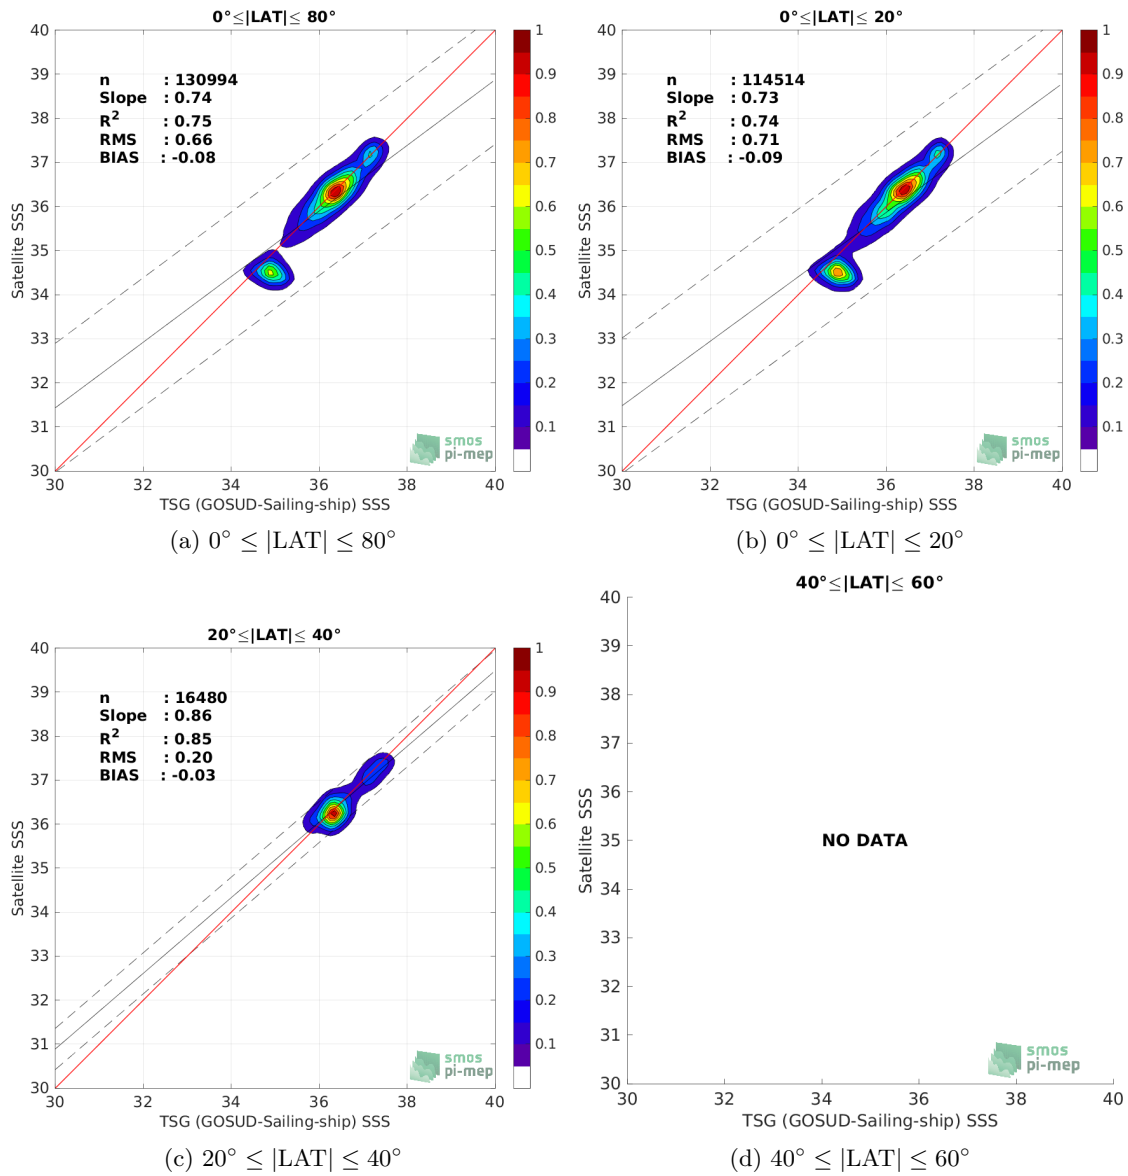 0°≤|LAT|≤ 80°
40
39
38
37
36
35
34
33
32
31
30
Satellite SSS
n : 130994
Slope : 0.74
R2 : 0.75
RMS : 0.66
BIAS : -0.08
smos
pi-mep
30 32 34 36 38 40
TSG (GOSUD-Sailing-ship) SSS
1
0.9
0.8
0.7
0.6
0.5
0.4
0.3
0.2
0.1
(a) 0° ≤ |LAT| ≤ 80°
0°≤|LAT|≤ 20°
40
39
38
37
36
35
34
33
32
31
30
Satellite SSS
n : 114514
Slope : 0.73
R2 : 0.74
RMS : 0.71
BIAS : -0.09
smos
pi-mep
30 32 34 36 38 40
TSG (GOSUD-Sailing-ship) SSS
1
0.9
0.8
0.7
0.6
0.5
0.4
0.3
0.2
0.1
(b) 0° ≤ |LAT| ≤ 20°
20°≤|LAT|≤ 40°
40
39
38
37
36
35
34
33
32
31
30
Satellite SSS
n : 16480
Slope : 0.86
R2 : 0.85
RMS : 0.20
BIAS : -0.03
smos
pi-mep
30 32 34 36 38 40
TSG (GOSUD-Sailing-ship) SSS
1
0.9
0.8
0.7
0.6
0.5
0.4
0.3
0.2
0.1
(c) 20° ≤ |LAT| ≤ 40°
40°≤|LAT|≤ 60°
40
39
38
37
36
35
34
33
32
31
30
Satellite SSS
NO DATA
smos
pi-mep
30 32 34 36 38 40
TSG (GOSUD-Sailing-ship) SSS
(d) 40° ≤ |LAT| ≤ 60°